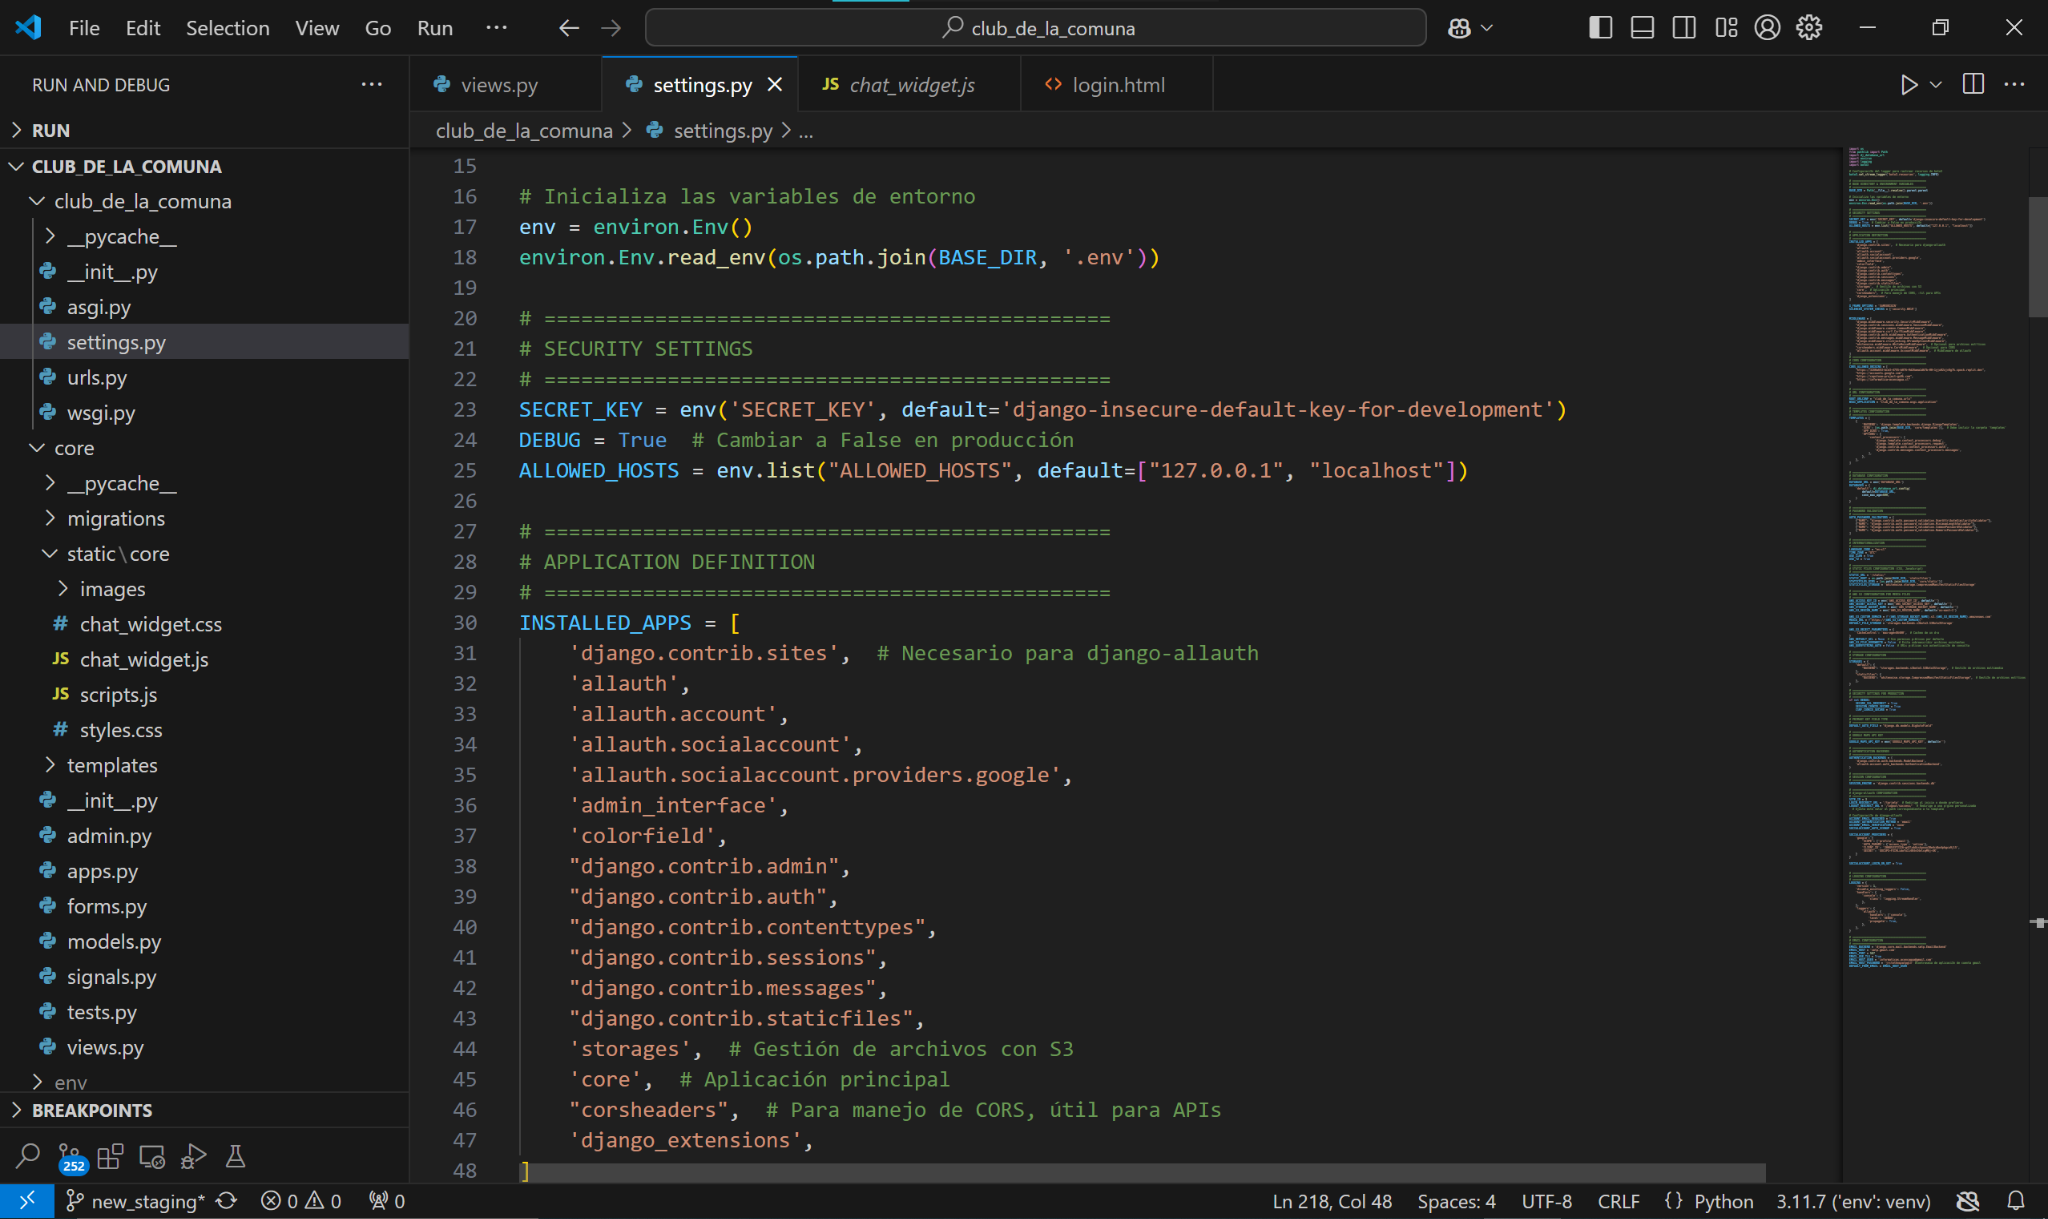 File Edit Selection View Go Run ··· club_de_la_comuna
RUN AND DEBUG ···
RUN
CLUB_DE_LA_COMUNA
club_de_la_comuna
__pycache__
__init__.py
asgi.py
settings.py
urls.py
wsgi.py
core
__pycache__
migrations
static\core
images
# chat_widget.css
JS chat_widget.js
JS scripts.js
# styles.css
templates
__init__.py
admin.py
apps.py
forms.py
models.py
signals.py
tests.py
views.py
env
BREAKPOINTS
252
views.py settings.py JS chat_widget.js <> login.html
club_de_la_comuna > settings.py > ...
15
16 # Inicializa las variables de entorno
17 env = environ.Env()
18 environ.Env.read_env(os.path.join(BASE_DIR, '.env'))
19
20 # ==============================================
21 # SECURITY SETTINGS
22 # ==============================================
23 SECRET_KEY = env('SECRET_KEY', default='django-insecure-default-key-for-development')
24 DEBUG = True  # Cambiar a False en producción
25 ALLOWED_HOSTS = env.list("ALLOWED_HOSTS", default=["127.0.0.1", "localhost"])
26
27 # ==============================================
28 # APPLICATION DEFINITION
29 # ==============================================
30 INSTALLED_APPS = [
31     'django.contrib.sites',  # Necesario para django-allauth
32     'allauth',
33     'allauth.account',
34     'allauth.socialaccount',
35     'allauth.socialaccount.providers.google',
36     'admin_interface',
37     'colorfield',
38     "django.contrib.admin",
39     "django.contrib.auth",
40     "django.contrib.contenttypes",
41     "django.contrib.sessions",
42     "django.contrib.messages",
43     "django.contrib.staticfiles",
44     'storages',  # Gestión de archivos con S3
45     'core',  # Aplicación principal
46     "corsheaders",  # Para manejo de CORS, útil para APIs
47     'django_extensions',
48 ]
new_staging* 0 0 0 Ln 218, Col 48 Spaces: 4 UTF-8 CRLF {} Python 3.11.7 ('env': venv)